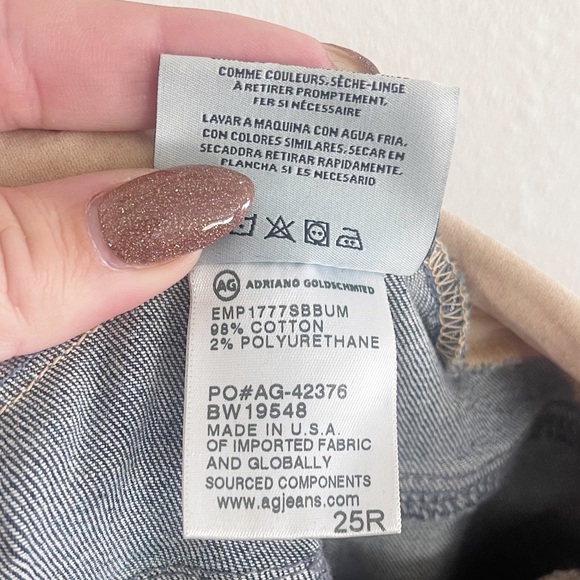 COMME COULEURS. SÈCHE-LINGE
À RETIRER PROMPTEMENT.
FER SI NÉCESSAIRE
LAVAR A MAQUINA CON AGUA FRIA,
CON COLORES SIMILARES. SECAR EN
SECADORA RETIRAR RAPIDAMENTE.
PLANCHA SI ES NECESARIO
AG ADRIANO GOLDSCHMIED
EMP1777SBBUM
98% COTTON
2% POLYURETHANE
PO#AG-42376
BW19548
MADE IN U.S.A.
OF IMPORTED FABRIC
AND GLOBALLY
SOURCED COMPONENTS
www.agjeans.com
25R